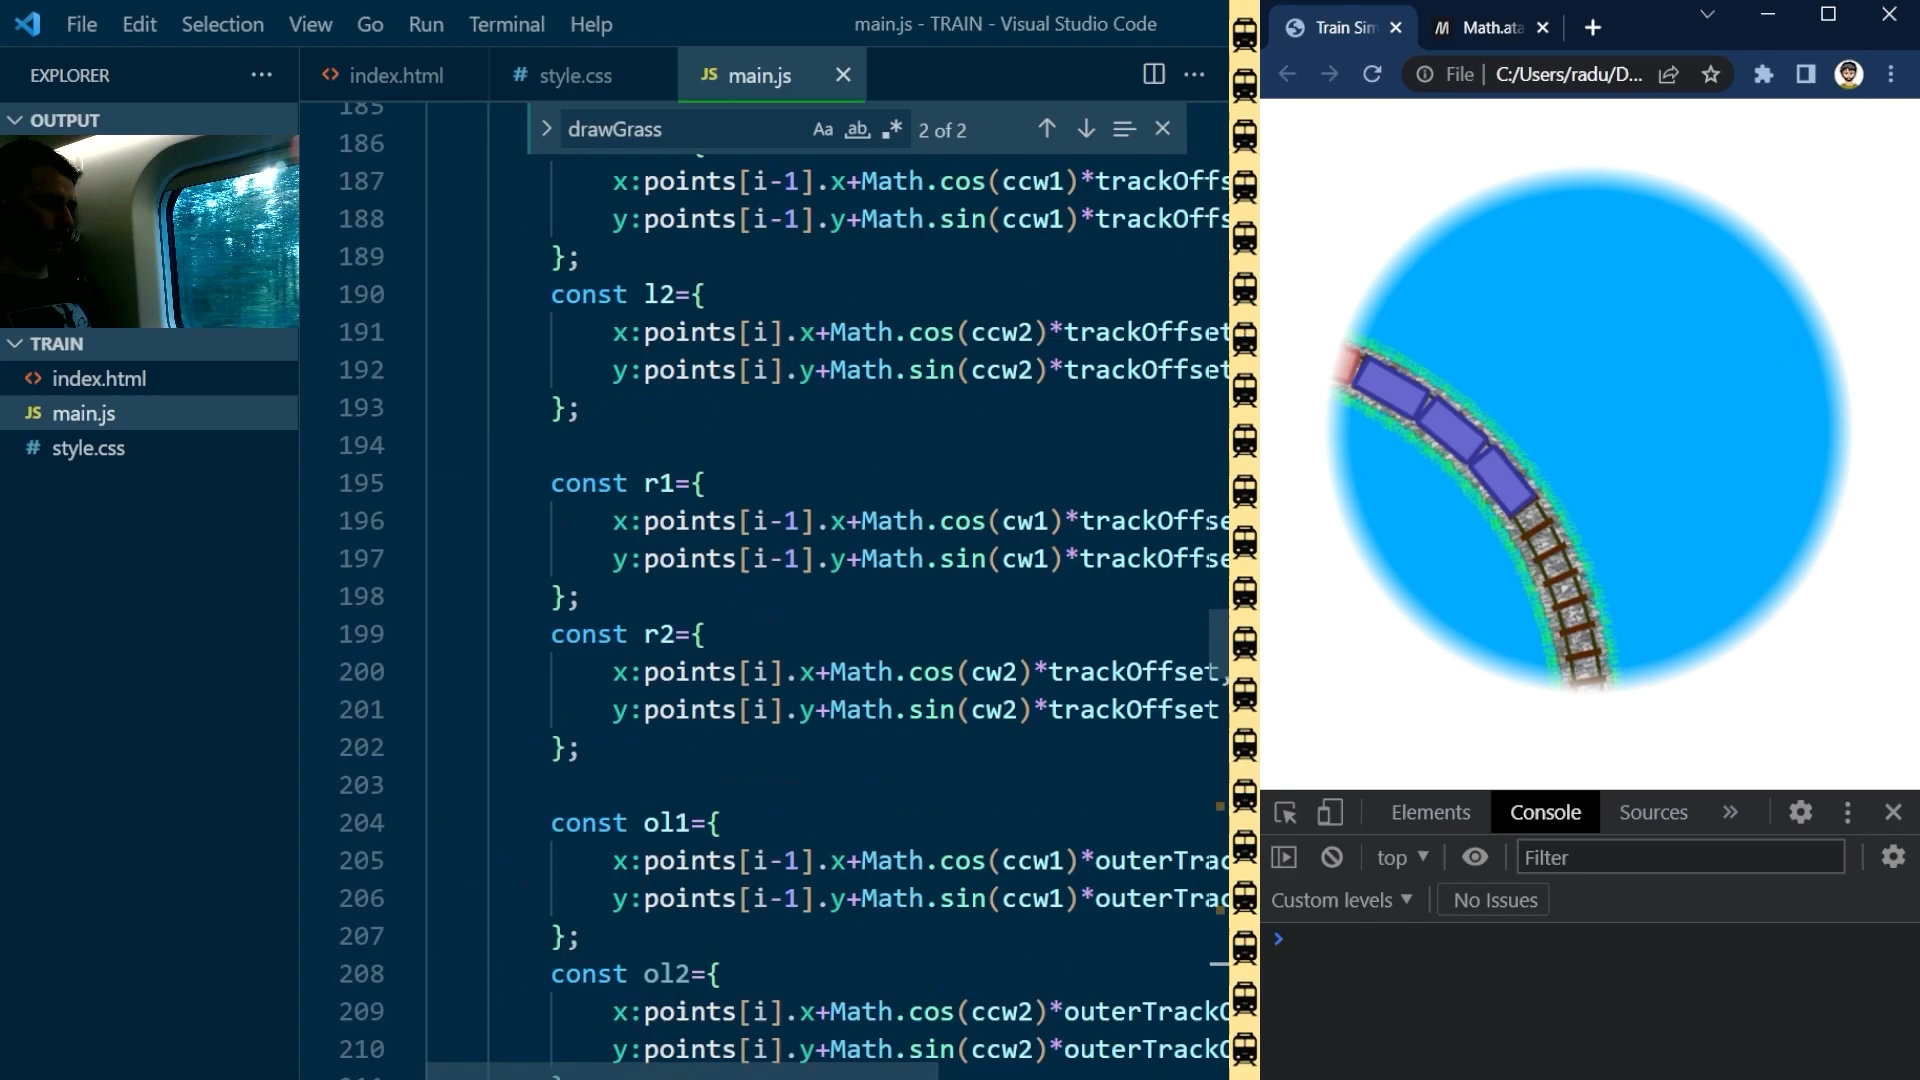 File Edit Selection View Go Run Terminal Help
main.js - TRAIN - Visual Studio Code
EXPLORER
index.html
style.css
JS main.js
OUTPUT
TRAIN
index.html
JS main.js
# style.css
drawGrass
Aa ab, .* 2 of 2
185
186 {
187 x:points[i-1].x+Math.cos(ccw1)*trackOffs
188 y:points[i-1].y+Math.sin(ccw1)*trackOffs
189 };
190 const l2={
191 x:points[i].x+Math.cos(ccw2)*trackOffset
192 y:points[i].y+Math.sin(ccw2)*trackOffset
193 };
194
195 const r1={
196 x:points[i-1].x+Math.cos(cw1)*trackOffse
197 y:points[i-1].y+Math.sin(cw1)*trackOffse
198 };
199 const r2={
200 x:points[i].x+Math.cos(cw2)*trackOffset,
201 y:points[i].y+Math.sin(cw2)*trackOffset
202 };
203
204 const ol1={
205 x:points[i-1].x+Math.cos(ccw1)*outerTrac
206 y:points[i-1].y+Math.sin(ccw1)*outerTrac
207 };
208 const ol2={
209 x:points[i].x+Math.cos(ccw2)*outerTrackO
210 y:points[i].y+Math.sin(ccw2)*outerTrackO
Train Sim
Math.ata
File C:/Users/radu/D...
Elements Console Sources
top Filter
Custom levels No Issues